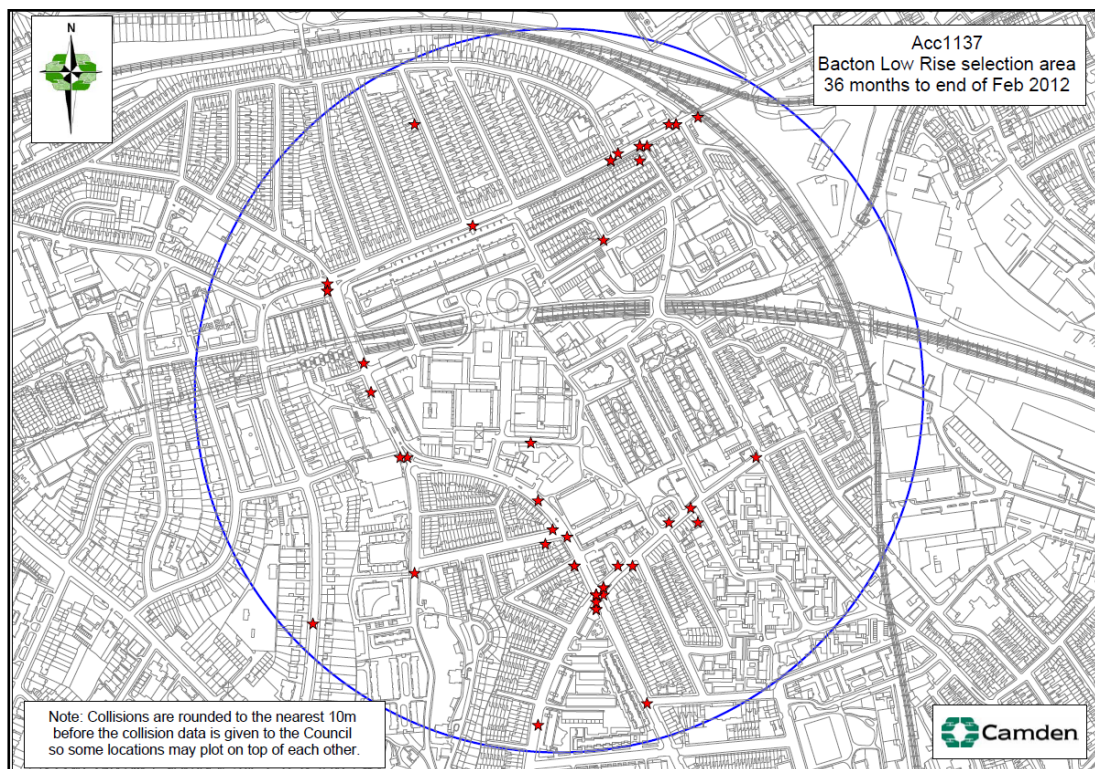 N
Acc1137
Bacton Low Rise selection area
36 months to end of Feb 2012
Note: Collisions are rounded to the nearest 10m
before the collision data is given to the Council
so some locations may plot on top of each other.
Camden